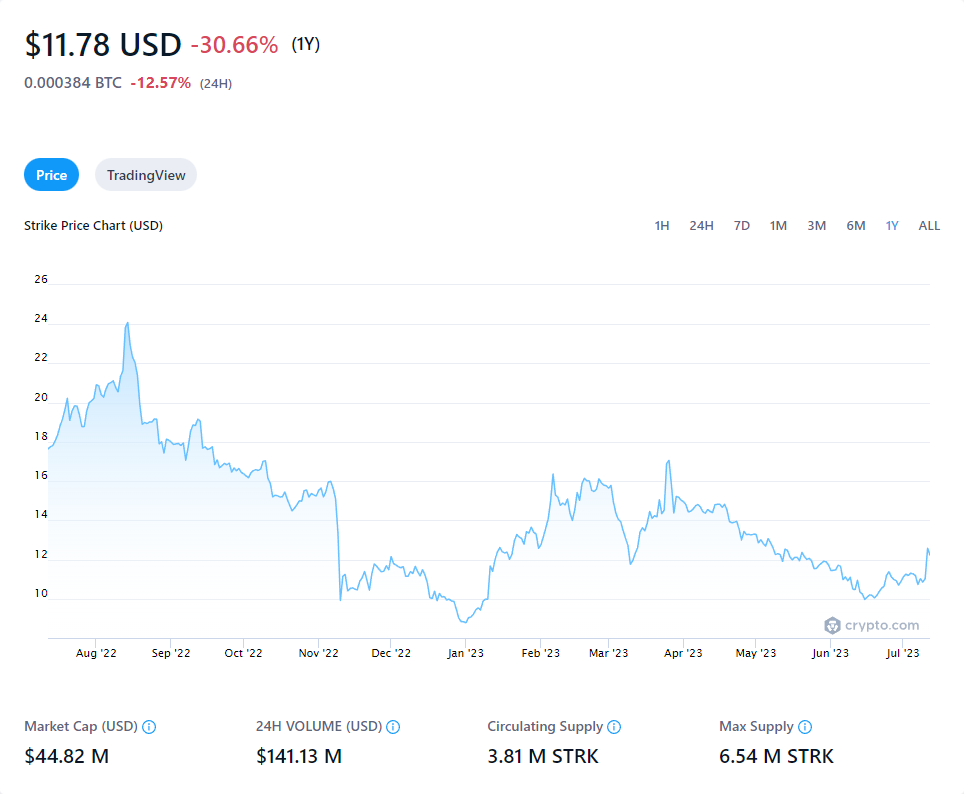 $11.78 USD -30.66% (1Y)
0.000384 BTC -12.57% (24H)
Price TradingView
Strike Price Chart (USD) 1H 24H 7D 1M 3M 6M 1Y ALL
26
24
22
20
18
16
14
12
10
crypto.com
Aug '22 Sep '22 Oct '22 Nov '22 Dec '22 Jan '23 Feb '23 Mar '23 Apr '23 May '23 Jun '23 Jul '23
Market Cap (USD) 24H VOLUME (USD) Circulating Supply Max Supply
$44.82 M $141.13 M 3.81 M STRK 6.54 M STRK